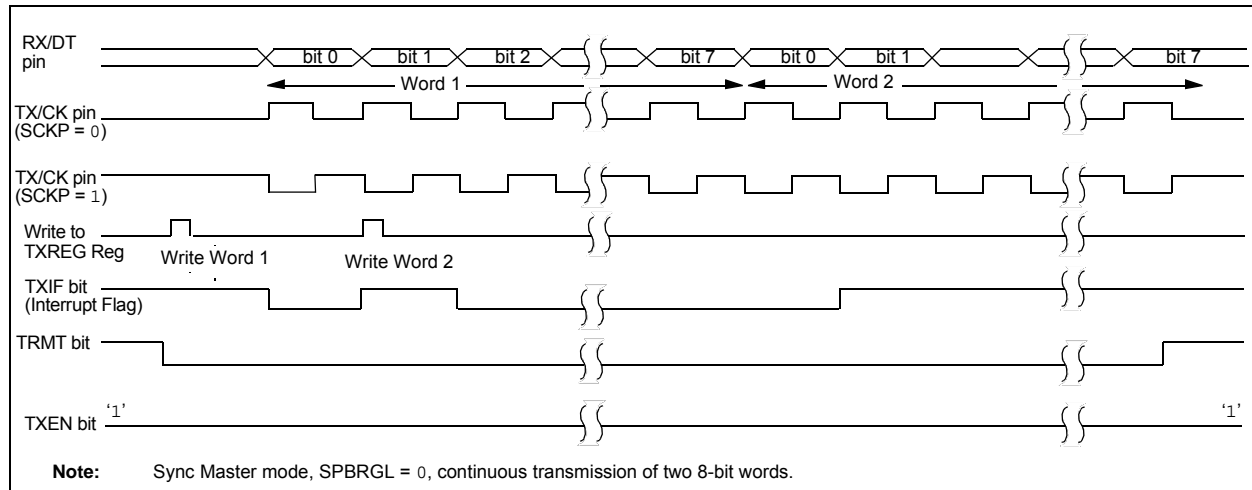 RX/DT
pin
bit 0 bit 1 bit 2 bit 7 bit 0 bit 1 bit 7
Word 1 Word 2
TX/CK pin
(SCKP = 0)
TX/CK pin
(SCKP = 1)
Write to
TXREG Reg
Write Word 1 Write Word 2
TXIF bit
(Interrupt Flag)
TRMT bit
TXEN bit '1' '1'
Note: Sync Master mode, SPBRGL = 0, continuous transmission of two 8-bit words.